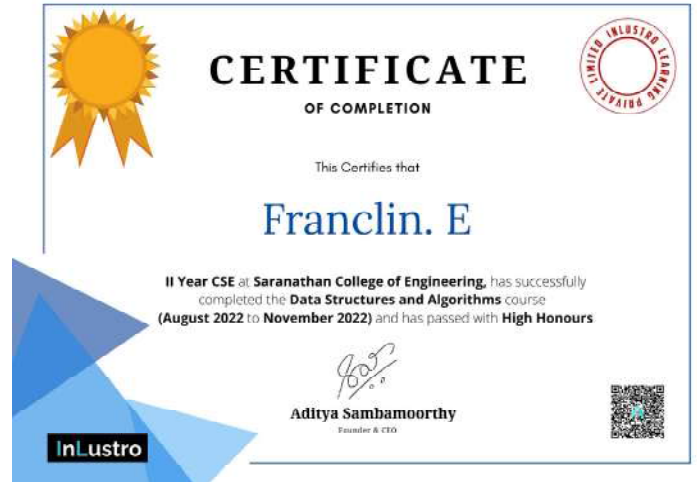 CERTIFICATE
OF COMPLETION
INLUSTRO LEARNING PRIVATE LIMITED
This Certifies that
Franclin. E
II Year CSE at Saranathan College of Engineering, has successfully
completed the Data Structures and Algorithms course
(August 2022 to November 2022) and has passed with High Honours
Aditya Sambamoorthy
Founder & CEO
InLustro